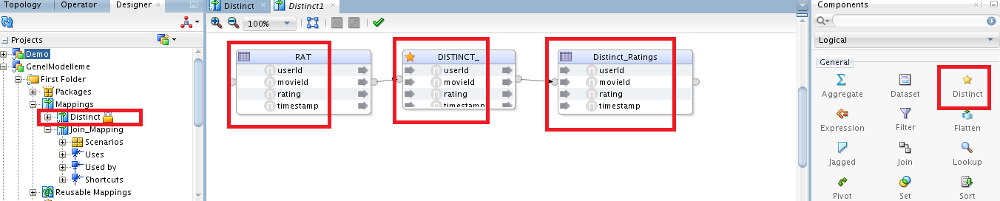 Topology Operator Designer
Projects
Demo
GenelModelleme
First Folder
Packages
Mappings
Distinct
Join_Mapping
Scenarios
Uses
Used by
Shortcuts
Reusable Mappings
Distinct Distinct1
100%
RAT
userId
movieId
rating
timestamp
DISTINCT_
userId
movieId
rating
timestamp
Distinct_Ratings
userId
movieId
rating
timestamp
Components
Logical
General
Aggregate Dataset Distinct
Expression Filter Flatten
Jagged Join Lookup
Pivot Set Sort